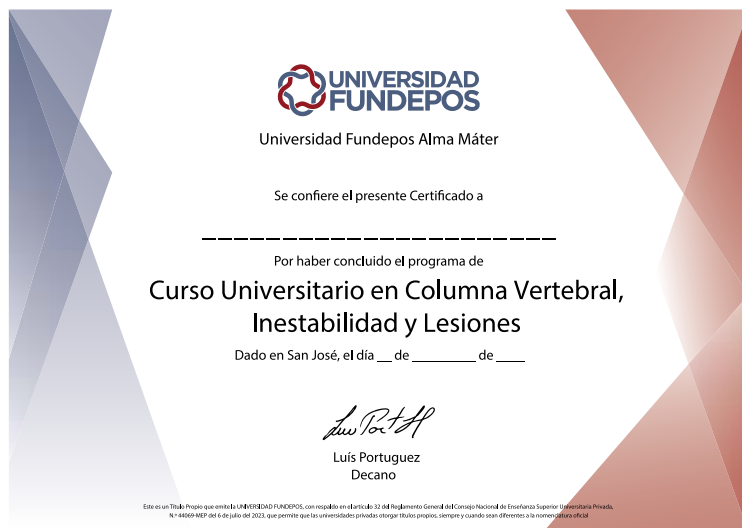 UNIVERSIDAD
FUNDEPOS
Universidad Fundepos Alma Máter
Se confiere el presente Certificado a
_ _ _ _ _ _ _ _ _ _ _ _ _ _ _ _ _ _ _ _ _ _
Por haber concluido el programa de
Curso Universitario en Columna Vertebral,
Inestabilidad y Lesiones
Dado en San José, el día __ de _________ de ____
Luís Portuguez
Decano
Este es un Título Propio que emite la UNIVERSIDAD FUNDEPOS, con respaldo en el artículo 32 del Reglamento General del Consejo Nacional de Enseñanza Superior Universitaria Privada,
N.º 44069-MEP del 6 de julio del 2023, que permite que las universidades privadas otorgar títulos propios, siempre y cuando sean diferentes a la nomenclatura oficial